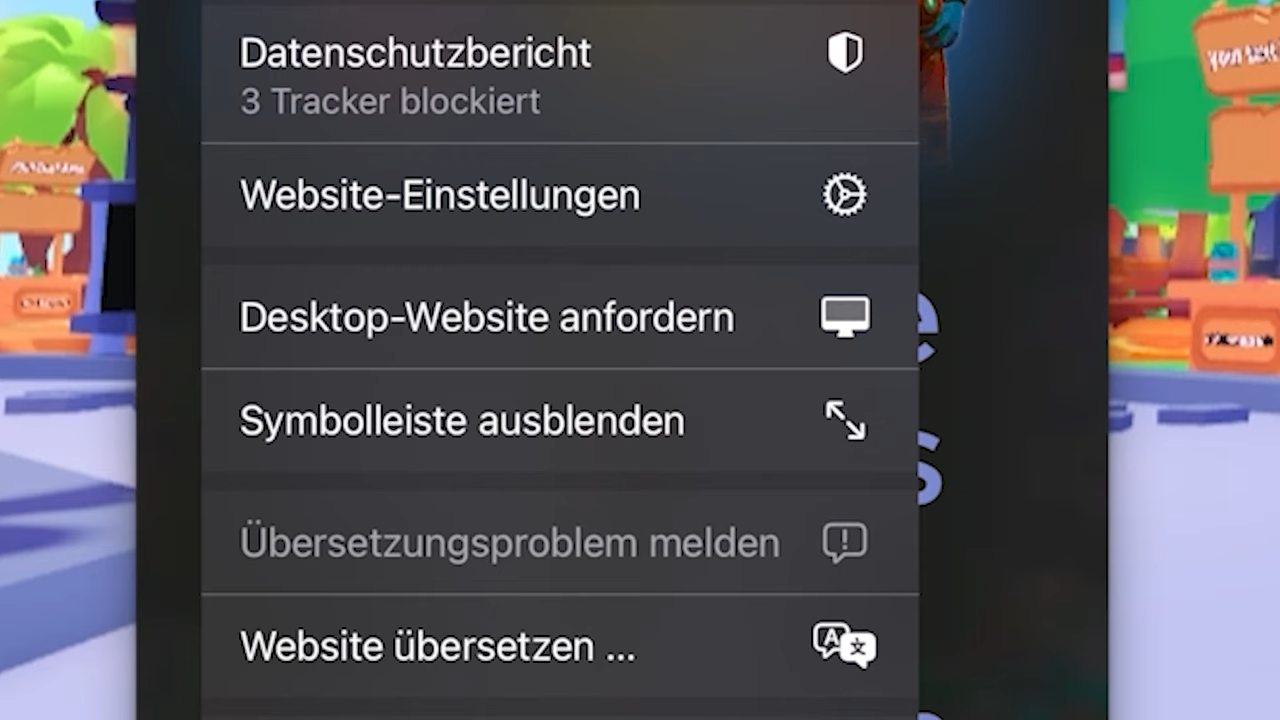 Datenschutzbericht
3 Tracker blockiert
Website-Einstellungen
Desktop-Website anfordern
Symbolleiste ausblenden
Übersetzungsproblem melden
Website übersetzen ...